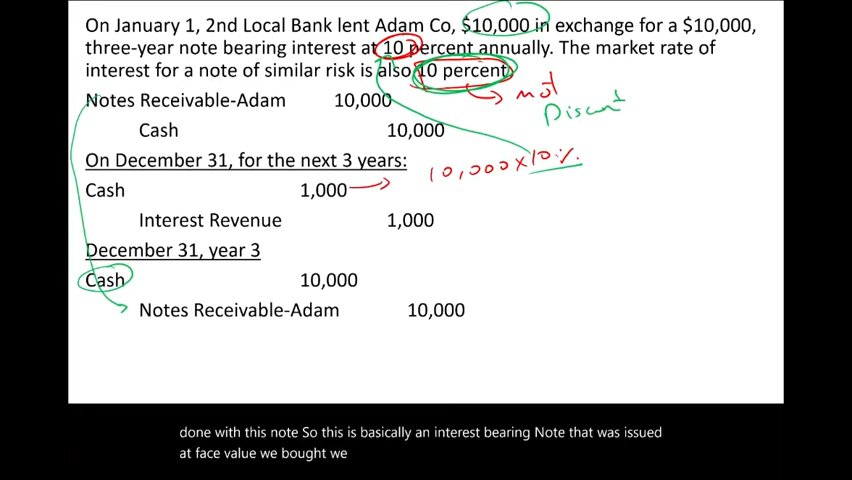 On January 1, 2nd Local Bank lent Adam Co, $10,000 in exchange for a $10,000,
three-year note bearing interest at 10 percent annually. The market rate of
interest for a note of similar risk is also 10 percent.
not
Discount
Notes Receivable-Adam 10,000
Cash 10,000
On December 31, for the next 3 years:
10,000 × 10%
Cash 1,000
Interest Revenue 1,000
December 31, year 3
Cash 10,000
Notes Receivable-Adam 10,000
done with this note So this is basically an interest bearing Note that was issued
at face value we bought we